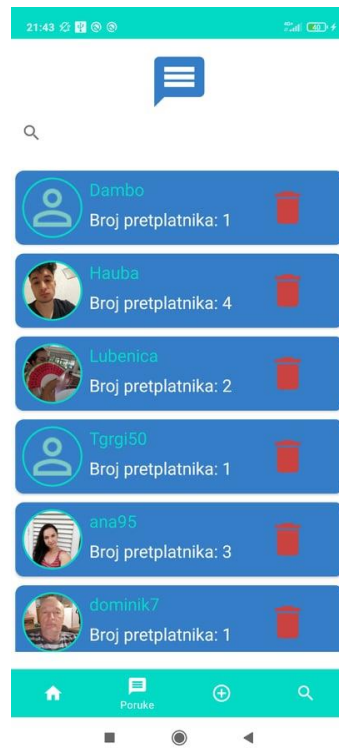 21:43
40
Dambo
Broj pretplatnika: 1
Hauba
Broj pretplatnika: 4
Lubenica
Broj pretplatnika: 2
Tgrgi50
Broj pretplatnika: 1
ana95
Broj pretplatnika: 3
dominik7
Broj pretplatnika: 1
Poruke